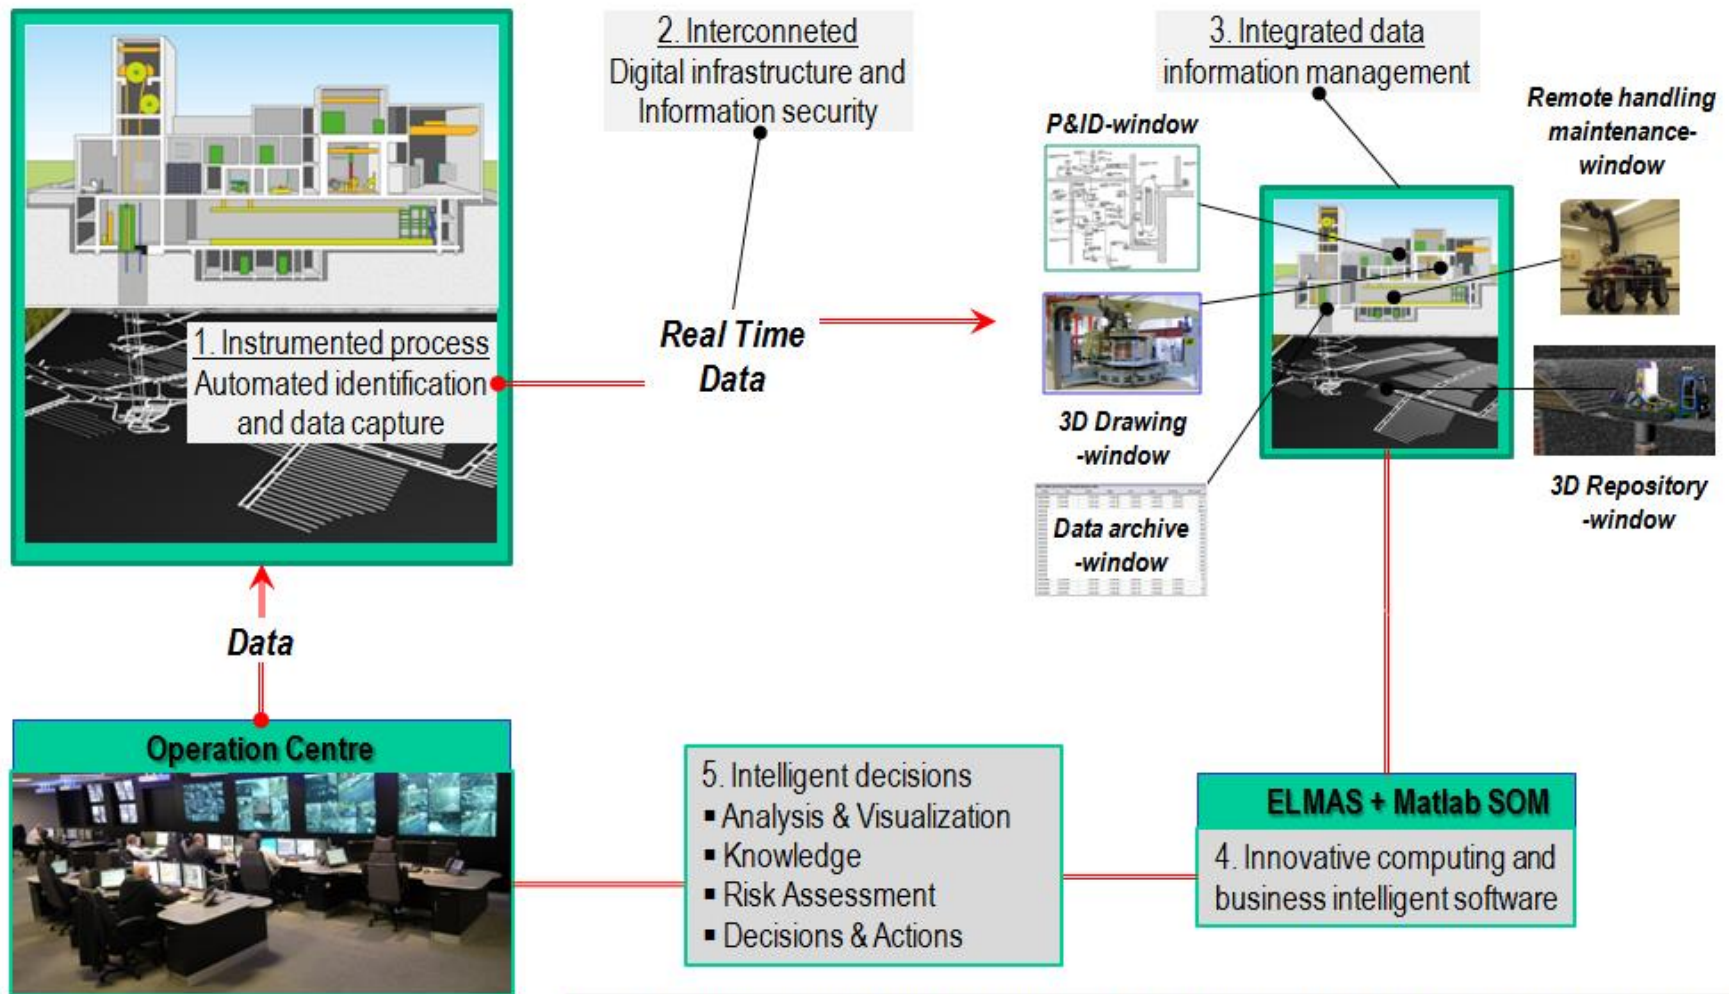 2. Interconneted
Digital infrastructure and
Information security
3. Integrated data
information management
Remote handling
maintenance-
window
P&ID-window
1. Instrumented process
Automated identification
and data capture
Real Time
Data
3D Drawing
-window
Data archive
-window
3D Repository
-window
Data
Operation Centre
5. Intelligent decisions
▪ Analysis & Visualization
▪ Knowledge
▪ Risk Assessment
▪ Decisions & Actions
ELMAS + Matlab SOM
4. Innovative computing and
business intelligent software